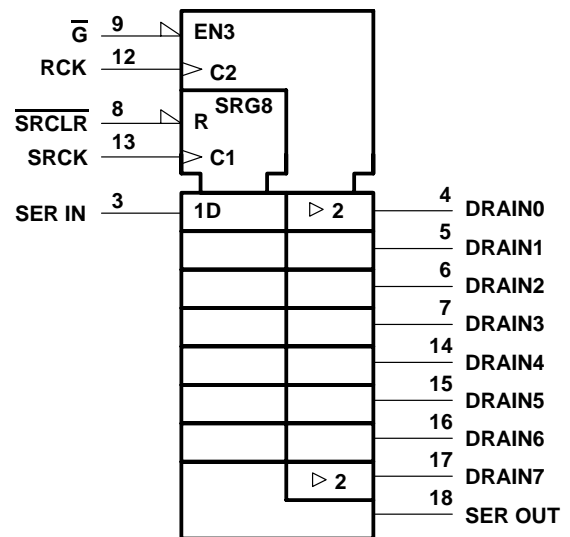 G̅ 9 EN3
RCK 12 C2
SRG8
S̅R̅C̅L̅R̅ 8 R
SRCK 13 C1
SER IN 3 1D 2 4 DRAIN0
5 DRAIN1
6 DRAIN2
7 DRAIN3
14 DRAIN4
15 DRAIN5
16 DRAIN6
2 17 DRAIN7
18 SER OUT